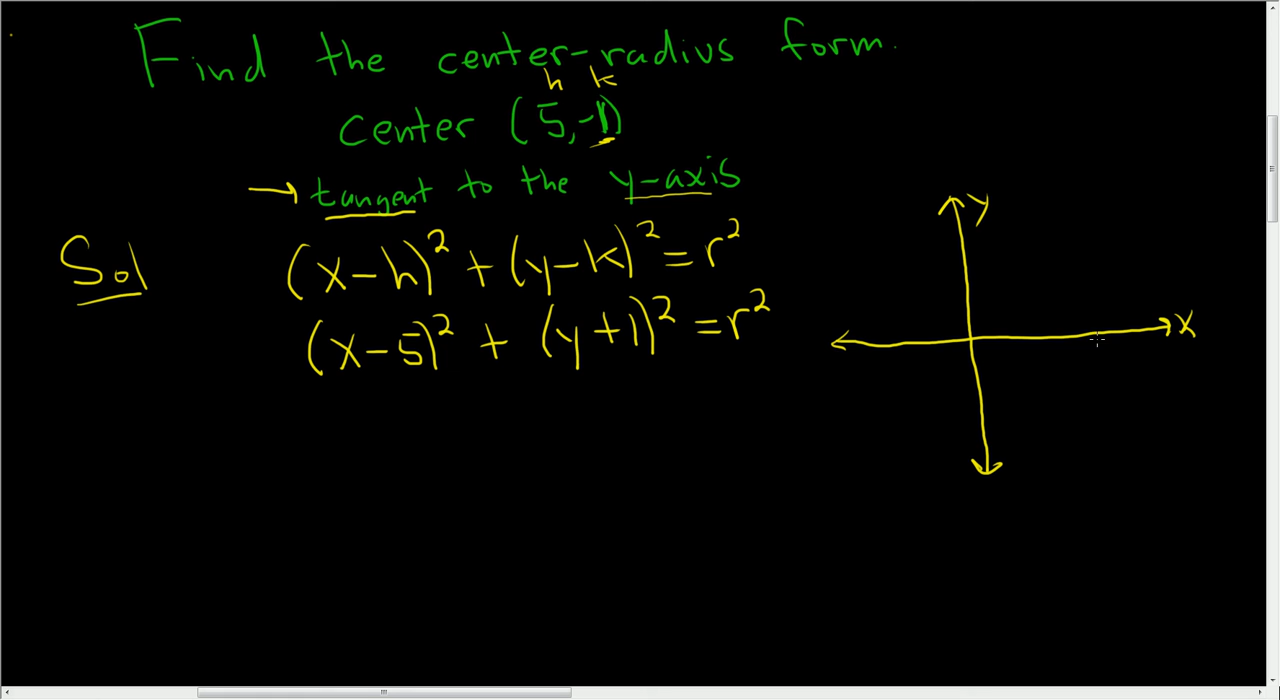 Find the center-radius form.
h k
Center (5,-1)
→ tangent to the y-axis
Sol
(x-h)² + (y-k)² = r²
(x-5)² + (y+1)² = r²
y
x